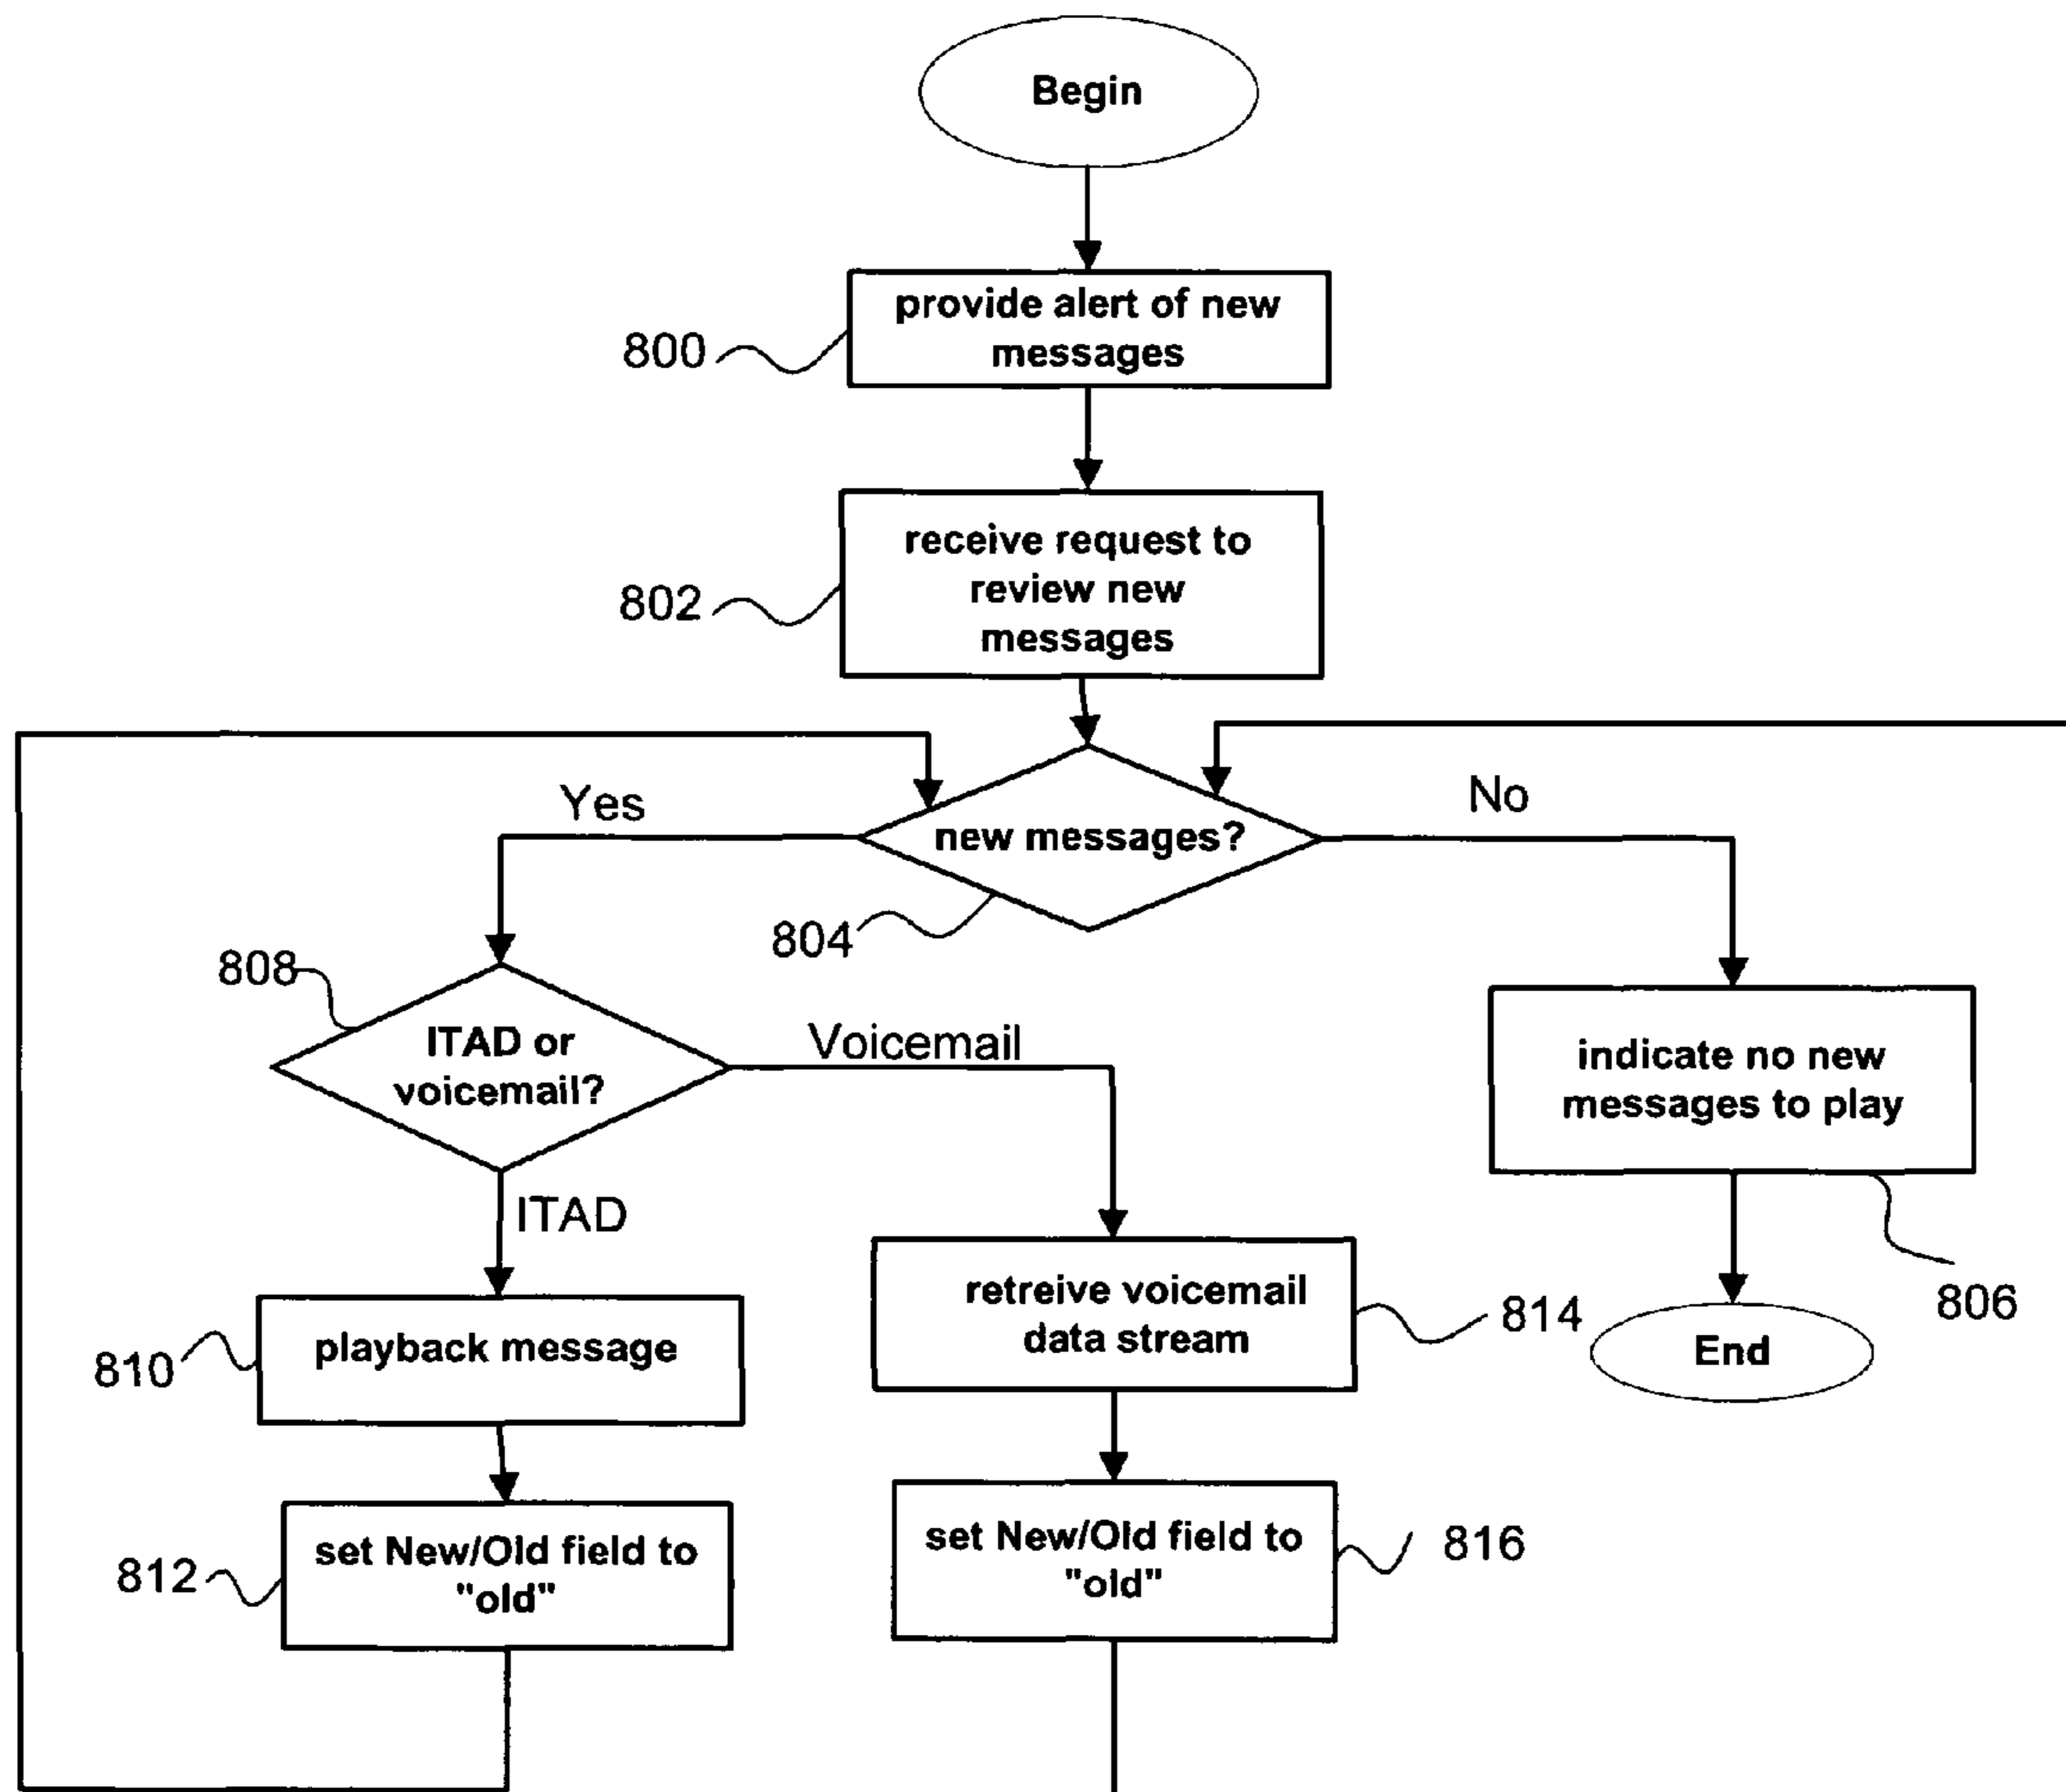 Begin
provide alert of new
messages
800
receive request to
review new
messages
802
Yes
No
new messages?
804
808
ITAD or
voicemail?
Voicemail
indicate no new
messages to play
806
ITAD
retreive voicemail
data stream
814
End
playback message
810
set New/Old field to
"old"
812
set New/Old field to
"old"
816